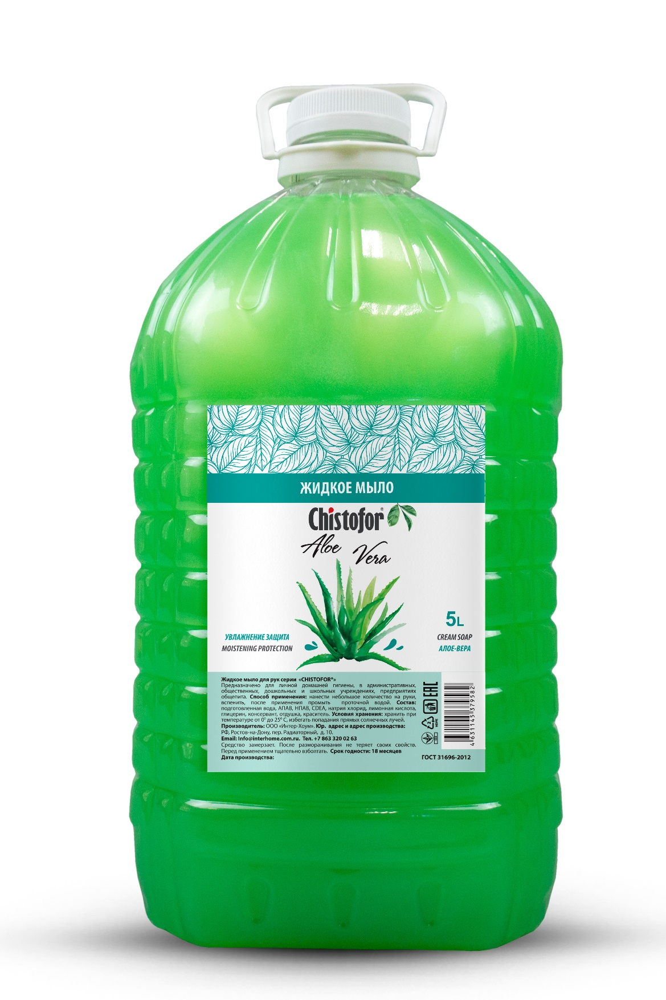 ЖИДКОЕ МЫЛО
Chistofor®
Aloe Vera
5L
УВЛАЖНЕНИЕ ЗАЩИТА
MOISTENING PROTECTION
CREAM SOAP
АЛОЕ-ВЕРА
Жидкое мыло для рук серии «CHISTOFOR®»
Предназначено для личной домашней гигиены, в административных,
общественных, дошкольных и школьных учреждениях, предприятиях
общепита. Способ применения: нанести небольшое количество на руки,
вспенить, после применения промыть проточной водой. Состав:
подготовленная вода, АПАВ, НПАВ, CDEA, натрия хлорид, лимонная кислота,
глицерин, консервант, отдушка, краситель. Условия хранения: хранить при
температуре от 0° до 25° С, избегать попадания прямых солнечных лучей.
Производитель: ООО «Интер-Хоум». Юр. адрес и адрес производства:
РФ, Ростов-на-Дону, пер. Радиаторный, д. 10.
Email: Info@interhome.com.ru. Тел. +7 863 320 02 63
Средство замерзает. После размораживания не теряет своих свойств.
Перед применением тщательно взболтать. Срок годности: 18 месяцев
Дата производства:
EAC
2
HDPE
4 631145 379582
ГОСТ 31696-2012